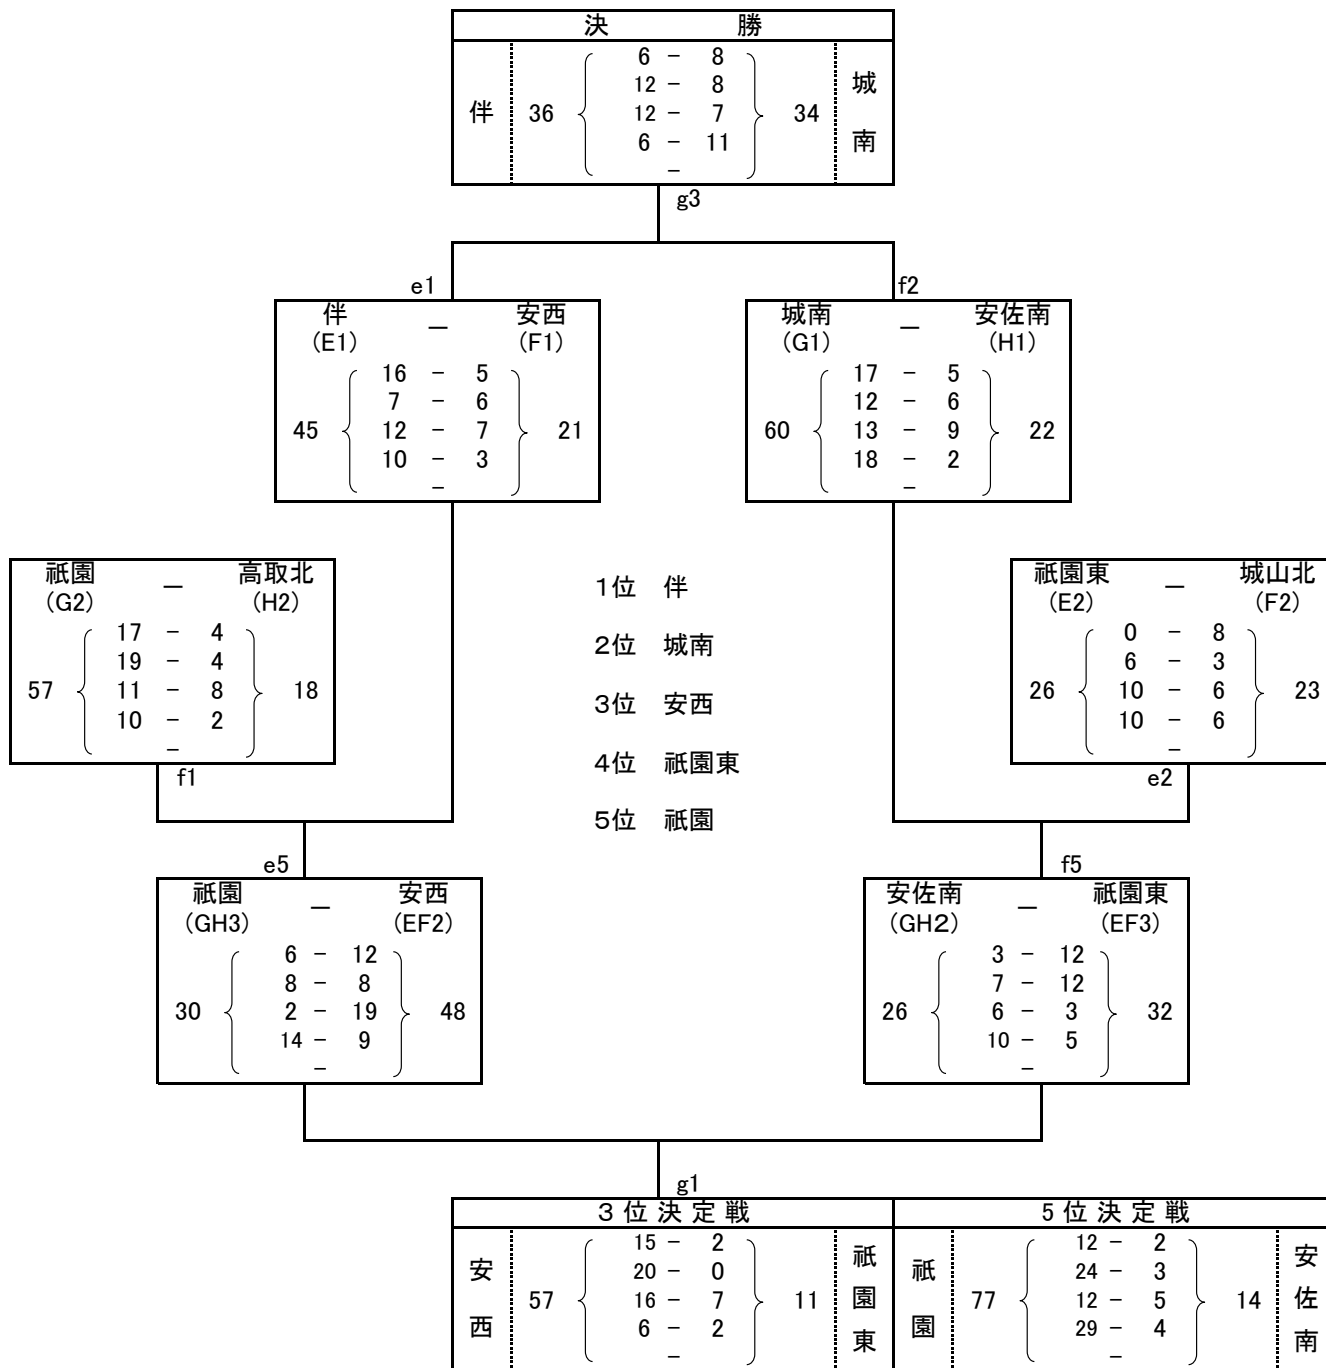 決 勝
伴 36 6 － 8 34 城南
12 － 8
12 － 7
6 － 11
－
g3
e1 f2
伴 － 安西
(E1) (F1)
45 16 － 5 21
7 － 6
12 － 7
10 － 3
－
城南 － 安佐南
(G1) (H1)
60 17 － 5 22
12 － 6
13 － 9
18 － 2
－
祇園 － 高取北
(G2) (H2)
57 17 － 4 18
19 － 4
11 － 8
10 － 2
－
f1
1位 伴
2位 城南
3位 安西
4位 祇園東
5位 祇園
祇園東 － 城山北
(E2) (F2)
26 0 － 8 23
6 － 3
10 － 6
10 － 6
－
e2
e5 f5
祇園 － 安西
(GH3) (EF2)
30 6 － 12 48
8 － 8
2 － 19
14 － 9
－
安佐南 － 祇園東
(GH2) (EF3)
26 3 － 12 32
7 － 12
6 － 3
10 － 5
－
g1
3位決定戦
安西 57 15 － 2 11 祇園東
20 － 0
16 － 7
6 － 2
－
5位決定戦
祇園 77 12 － 2 14 安佐南
24 － 3
12 － 5
29 － 4
－